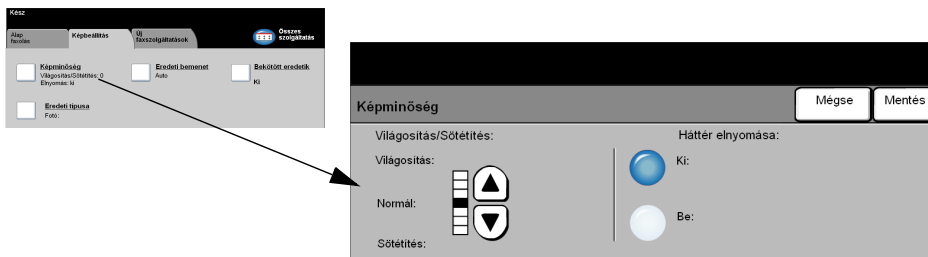 Kész
Alap
faxolás
Képbeállítás
Új
faxszolgáltatások
Összes
szolgáltatás
Képminőség
Világosítás/Sötétítés: 0
Elnyomás: ki
Eredeti bemenet
Auto
Bekötött eredetik
Ki
Eredeti típusa
Fotó:
Képminőség
Mégse
Mentés
Világosítás/Sötétítés:
Háttér elnyomása:
Világosítás:
Ki:
Normál:
Be:
Sötétítés: